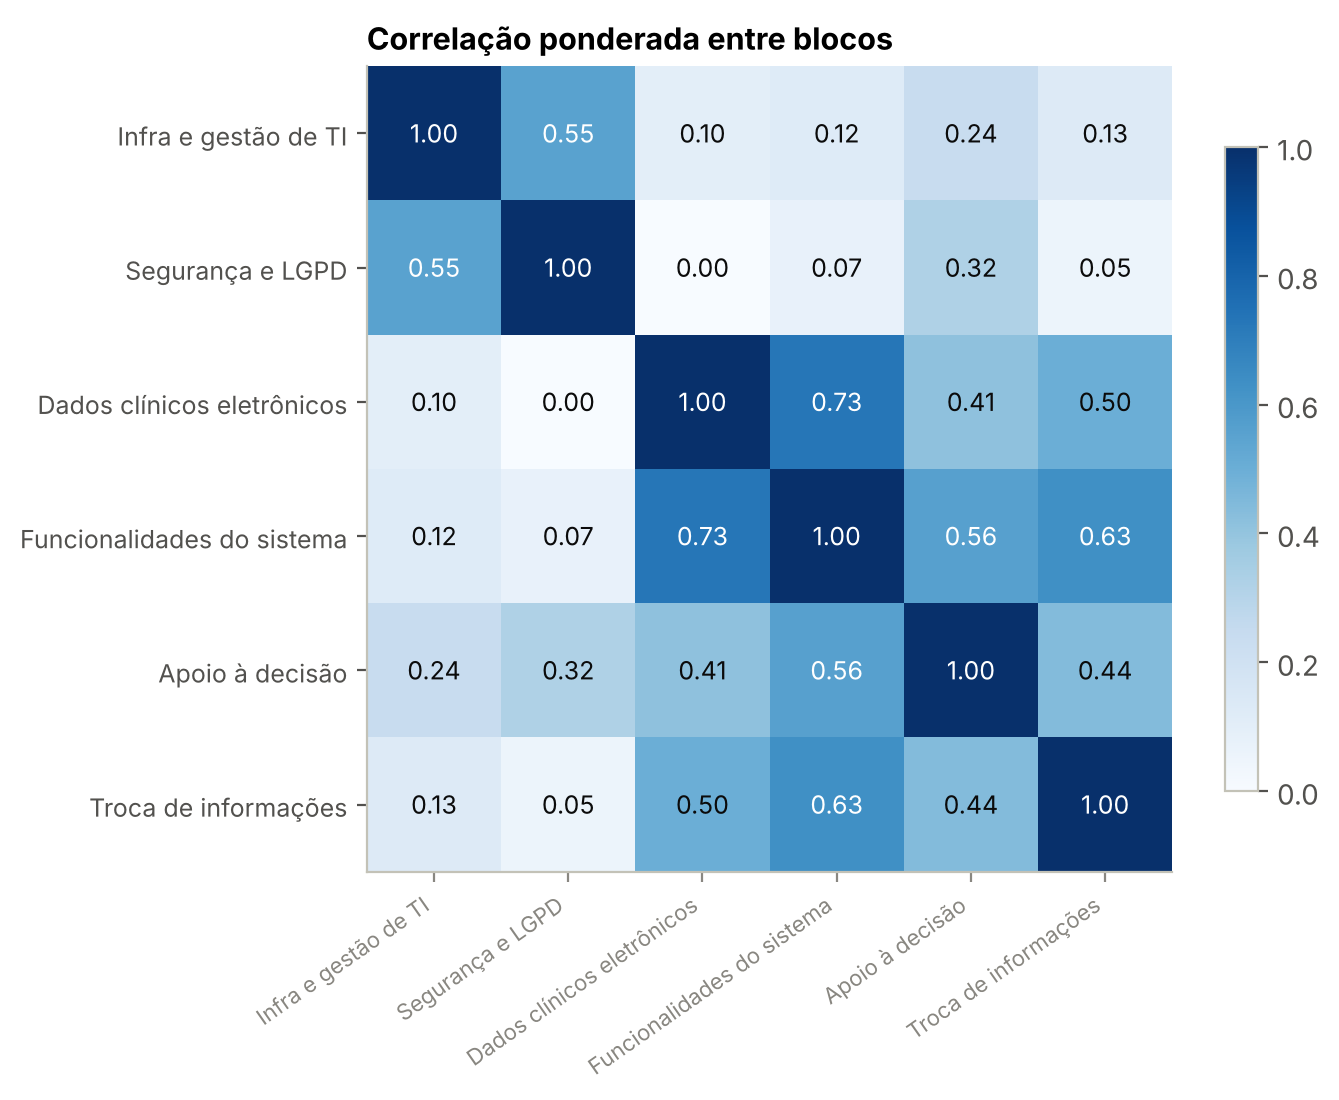 Correlação ponderada entre blocos
Infra e gestão de TI 1.00 0.55 0.10 0.12 0.24 0.13
Segurança e LGPD 0.55 1.00 0.00 0.07 0.32 0.05
Dados clínicos eletrônicos 0.10 0.00 1.00 0.73 0.41 0.50
Funcionalidades do sistema 0.12 0.07 0.73 1.00 0.56 0.63
Apoio à decisão 0.24 0.32 0.41 0.56 1.00 0.44
Troca de informações 0.13 0.05 0.50 0.63 0.44 1.00
Infra e gestão de TI
Segurança e LGPD
Dados clínicos eletrônicos
Funcionalidades do sistema
Apoio à decisão
Troca de informações
1.0
0.8
0.6
0.4
0.2
0.0